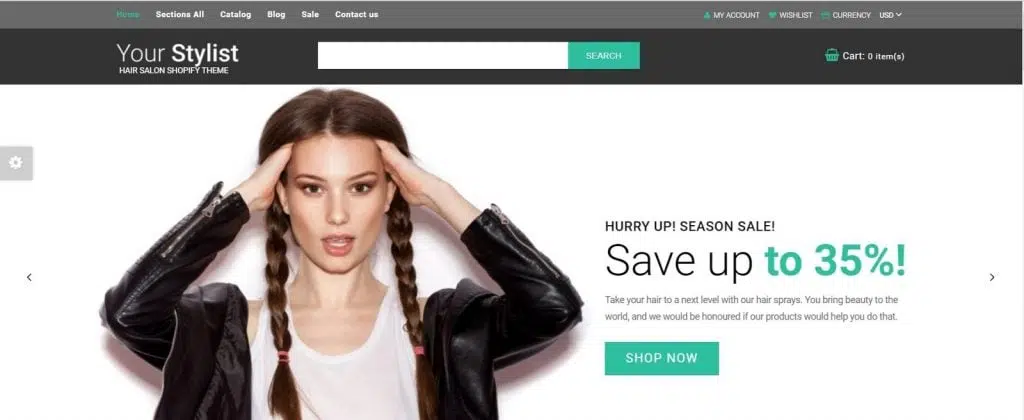 Home Sections All Catalog Blog Sale Contact us MY ACCOUNT WISHLIST CURRENCY USD
Your Stylist
HAIR SALON SHOPIFY THEME
SEARCH
Cart: 0 item(s)
HURRY UP! SEASON SALE!
Save up to 35%!
Take your hair to a next level with our hair sprays. You bring beauty to the
world, and we would be honoured if our products would help you do that.
SHOP NOW